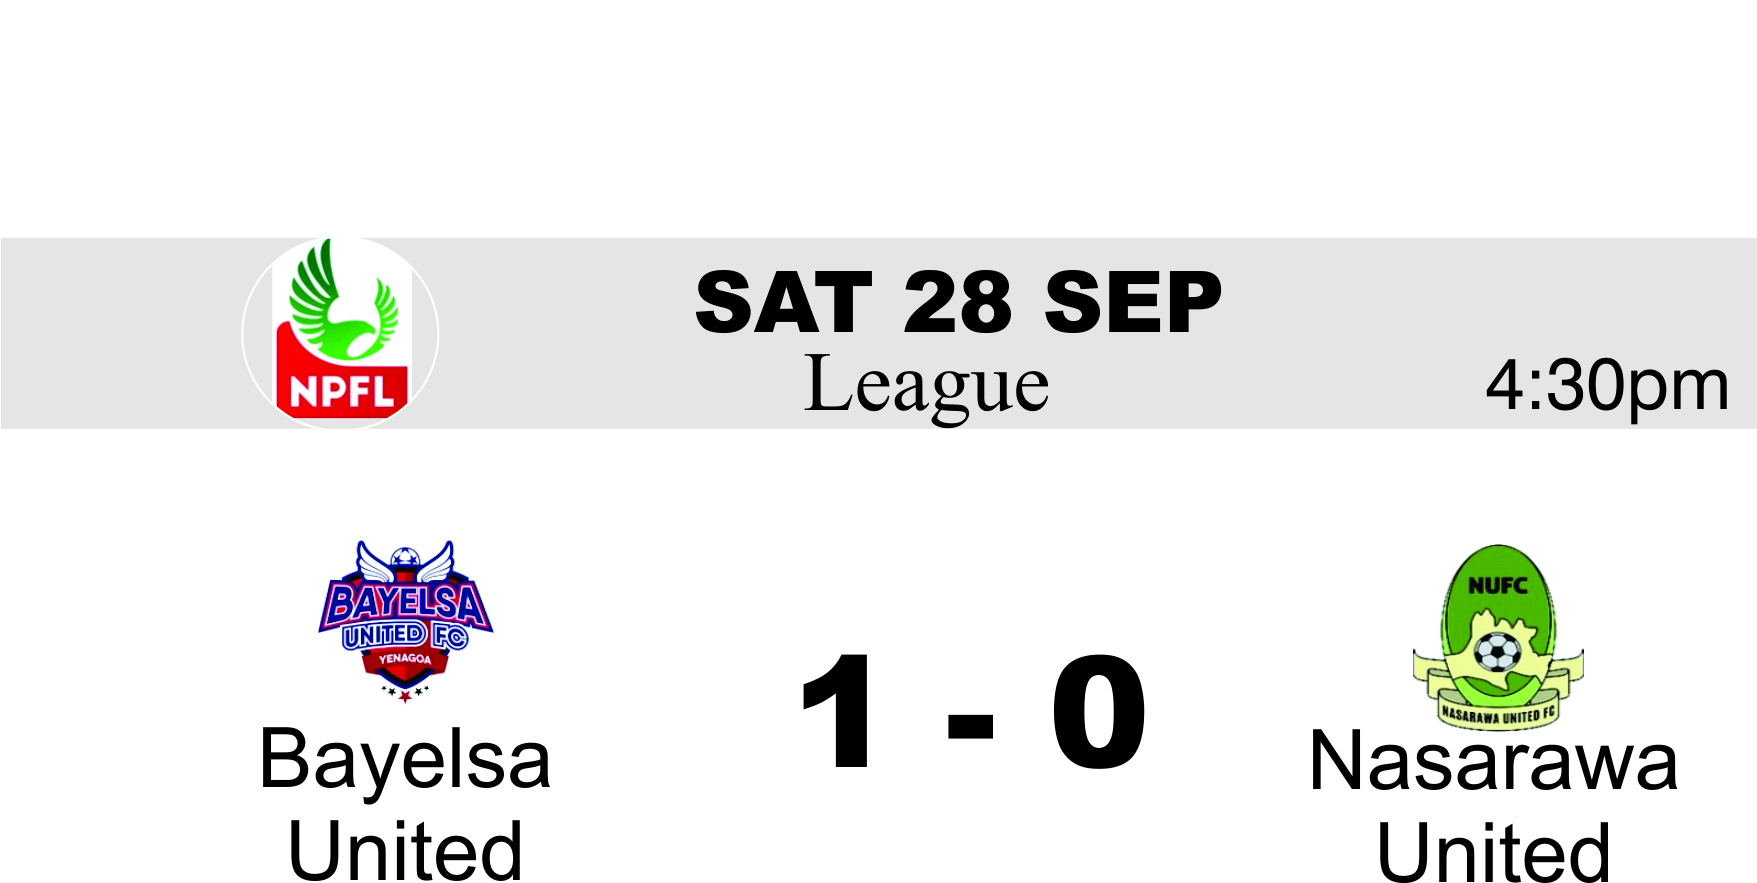 SAT 28 SEP
NPFL
League
4:30pm
BAYELSA
UNITED FC
YENAGOA
NUFC
NASARAWA UNITED FC
1 - 0
Bayelsa
United
Nasarawa
United